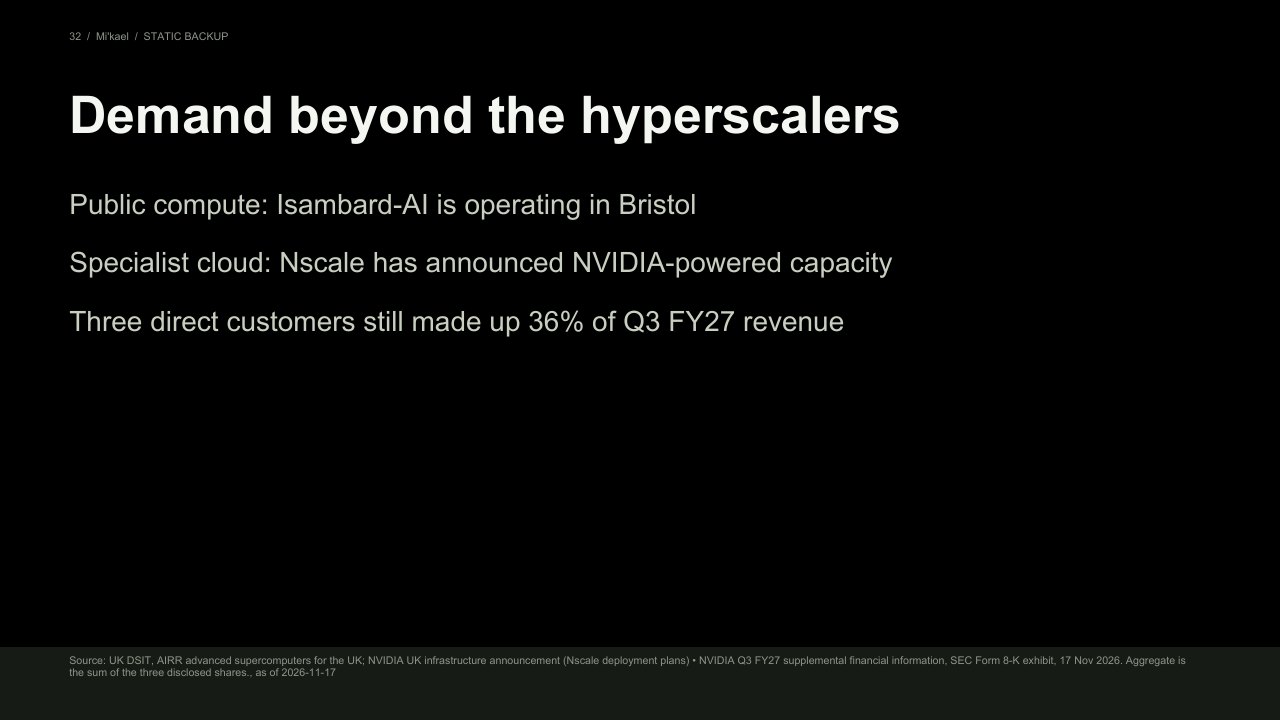 32 / Mi'kael / STATIC BACKUP
Demand beyond the hyperscalers
Public compute: Isambard-AI is operating in Bristol
Specialist cloud: Nscale has announced NVIDIA-powered capacity
Three direct customers still made up 36% of Q3 FY27 revenue
Source: UK DSIT, AIRR advanced supercomputers for the UK; NVIDIA UK infrastructure announcement (Nscale deployment plans) • NVIDIA Q3 FY27 supplemental financial information, SEC Form 8-K exhibit, 17 Nov 2026. Aggregate is
the sum of the three disclosed shares., as of 2026-11-17